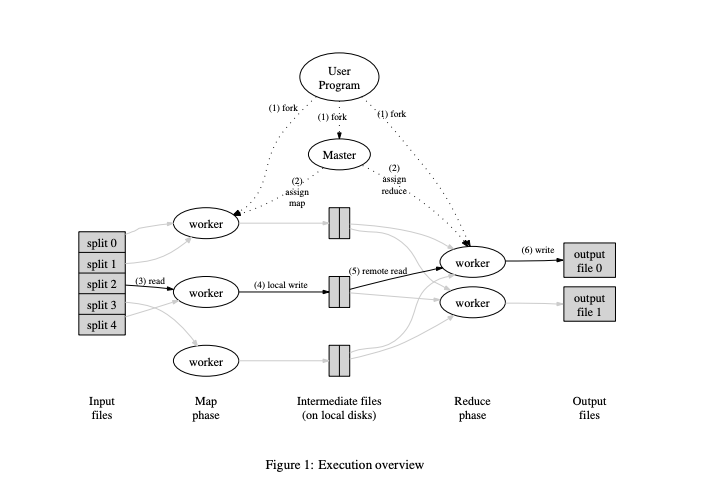 User
Program
(1) fork
(1) fork
(1) fork
Master
(2)
assign
map
(2)
assign
reduce
worker
split 0
split 1
split 2
split 3
split 4
(3) read
worker
(4) local write
(5) remote read
worker
(6) write
output
file 0
worker
output
file 1
worker
Input
files
Map
phase
Intermediate files
(on local disks)
Reduce
phase
Output
files
Figure 1: Execution overview